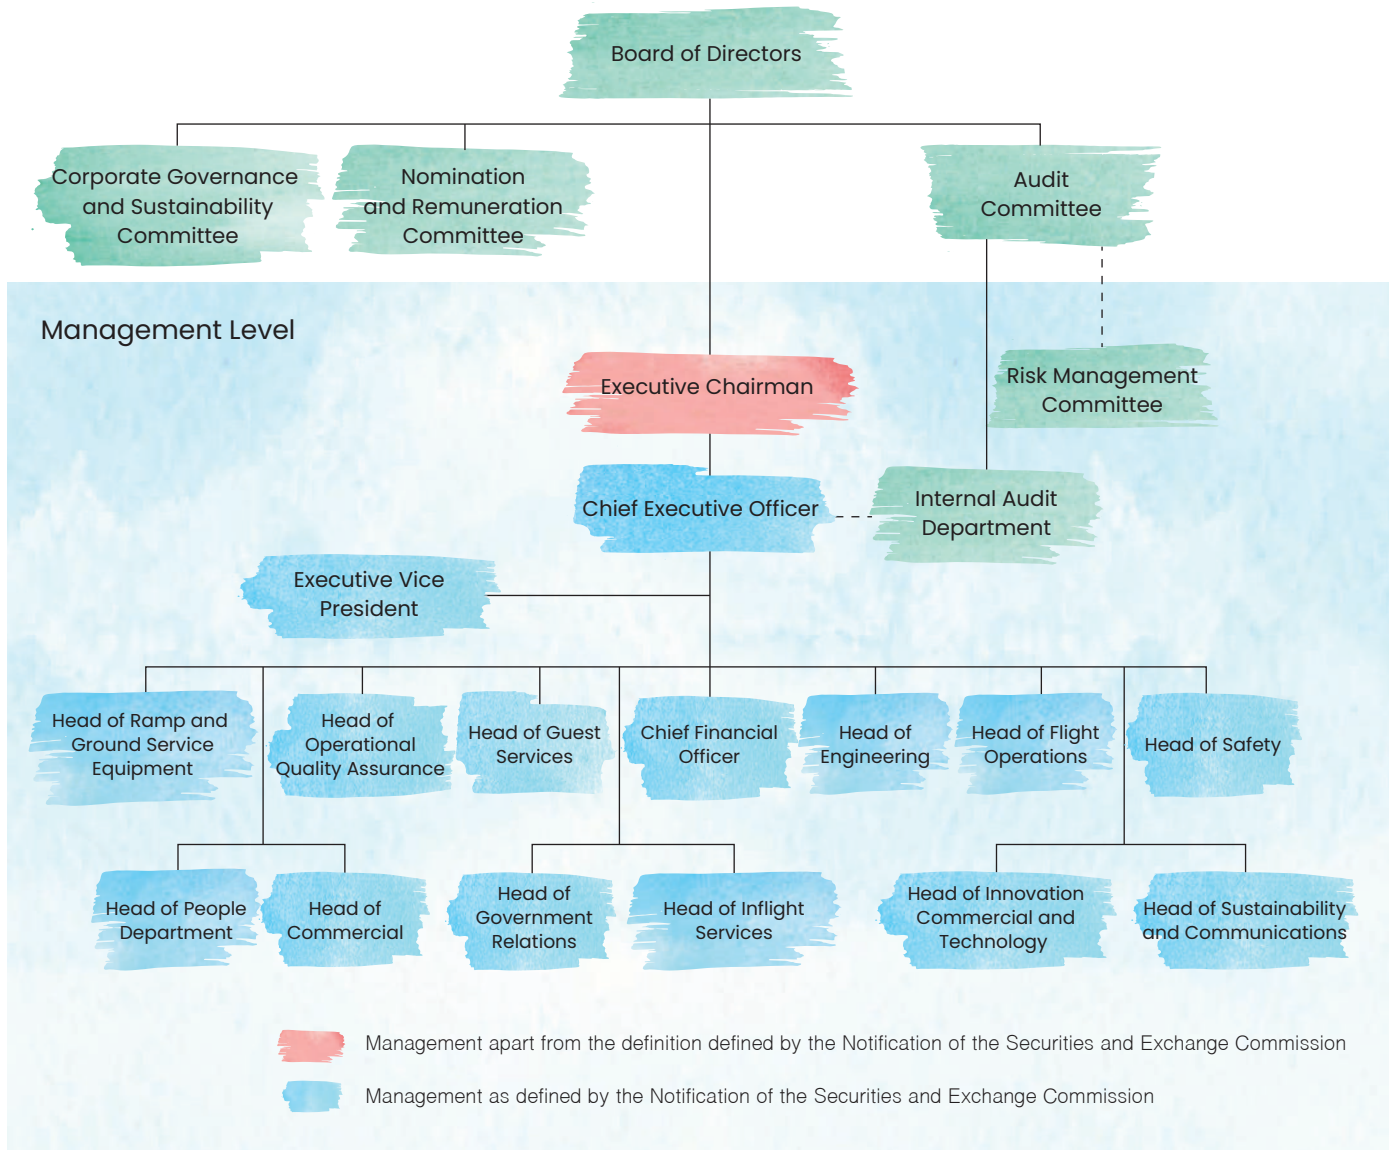 Board of Directors
Corporate Governance
and Sustainability
Committee
Nomination
and Remuneration
Committee
Audit
Committee
Management Level
Executive Chairman
Risk Management
Committee
Chief Executive Officer
Internal Audit
Department
Executive Vice
President
Head of Ramp and
Ground Service
Equipment
Head of
Operational
Quality Assurance
Head of Guest
Services
Chief Financial
Officer
Head of
Engineering
Head of Flight
Operations
Head of Safety
Head of People
Department
Head of
Commercial
Head of
Government
Relations
Head of Inflight
Services
Head of Innovation
Commercial and
Technology
Head of Sustainability
and Communications
Management apart from the definition defined by the Notification of the Securities and Exchange Commission
Management as defined by the Notification of the Securities and Exchange Commission